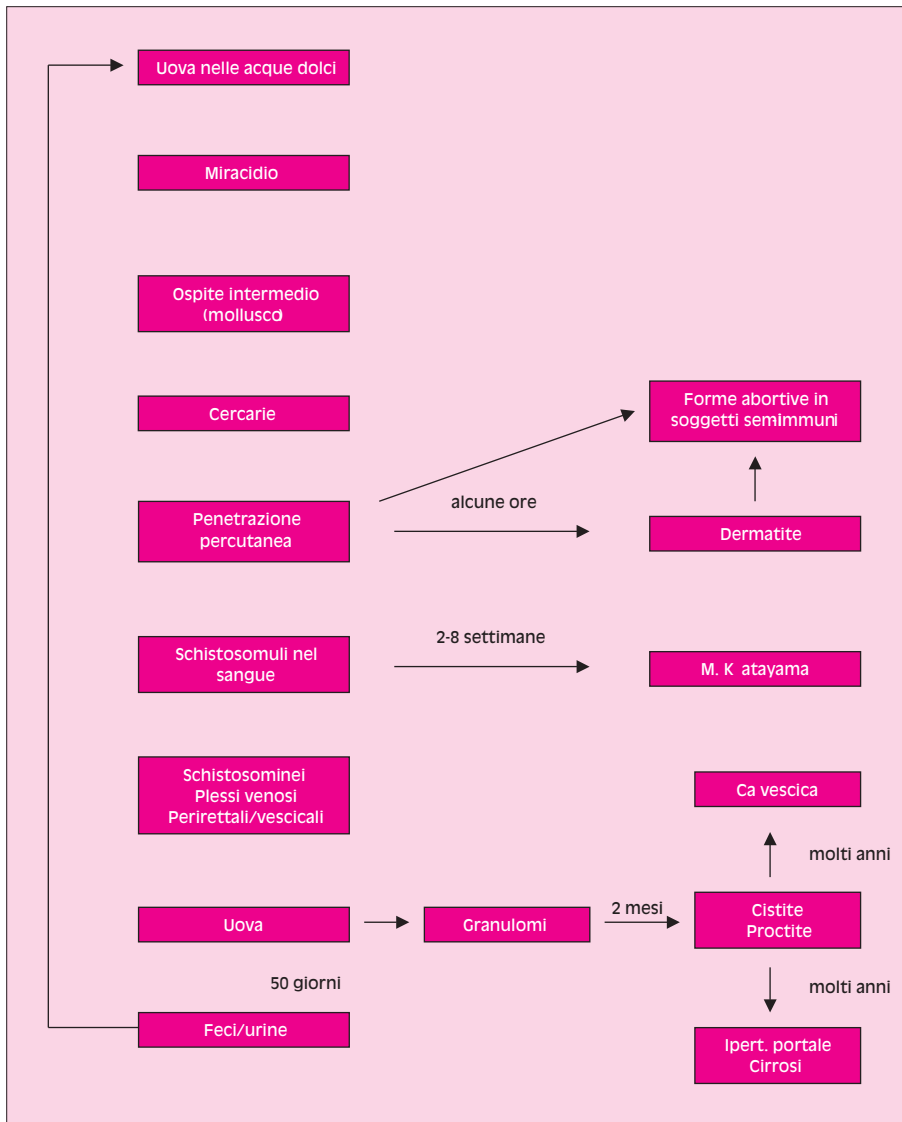 Uova nelle acque dolci
Miracidio
Ospite intermedio
(mollusco)
Cercarie
Forme abortive in
soggetti semimmuni
alcune ore
Penetrazione
percutanea
Dermatite
2-8 settimane
Schistosomuli nel
sangue
M. K atayama
Schistosominei
Plessi venosi
Perirettali/vescicali
Ca vescica
molti anni
Uova
Granulomi
2 mesi
Cistite
Proctite
50 giorni
molti anni
Feci/urine
Ipert. portale
Cirrosi